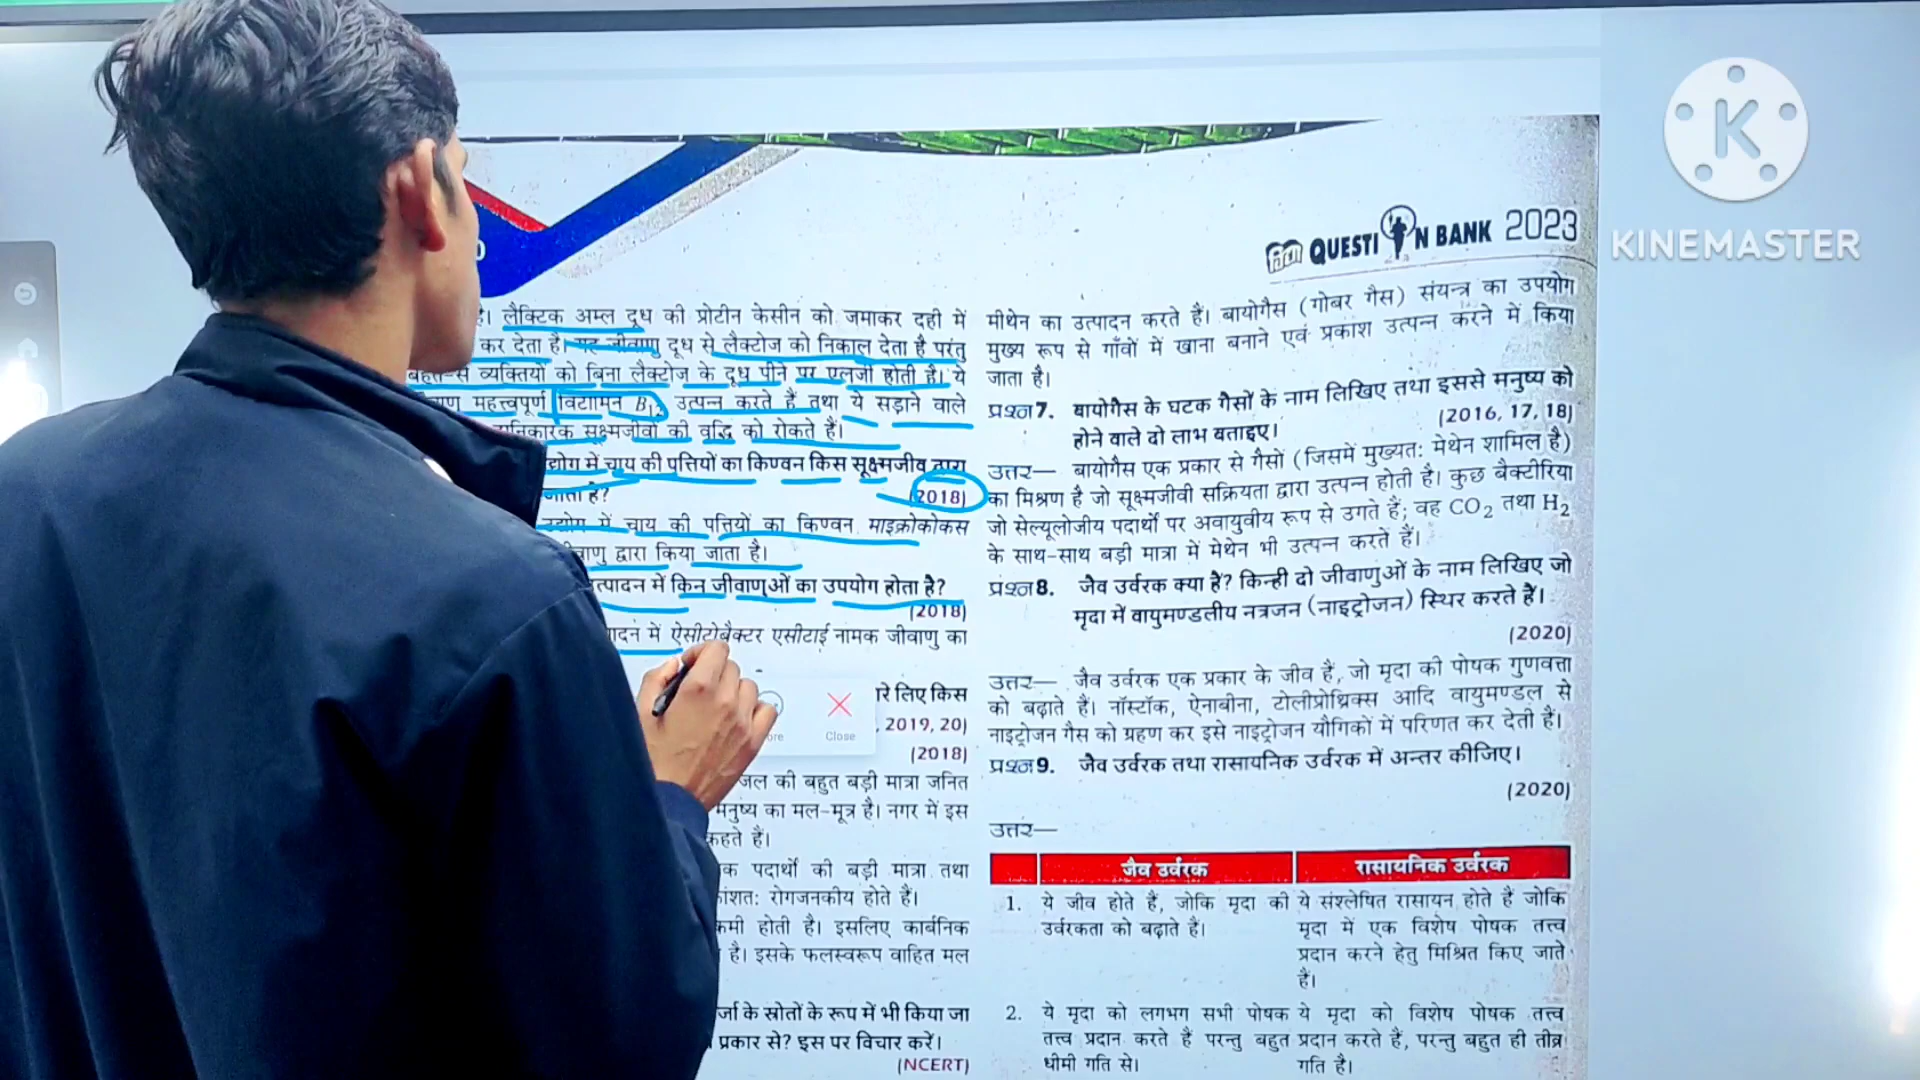 KINEMASTER
विद्या QUESTION BANK 2023
है। लैक्टिक अम्ल दूध की प्रोटीन केसीन को जमाकर दही में
कर देता है। यह जीवाणु दूध से लैक्टोज को निकाल देता है परंतु
बहुत-से व्यक्तियों को बिना लैक्टोज के दूध पीने पर एलर्जी होती है। ये
महत्त्वपूर्ण विटामिन B12 उत्पन्न करते हैं तथा ये सड़ाने वाले
सूक्ष्मजीवों की वृद्धि को रोकते हैं।
में चाय की पत्तियों का किण्वन किस सूक्ष्मजीव द्वारा
जाता है?
(2018)
उद्योग में चाय की पत्तियों का किण्वन माइक्रोकोकस
द्वारा किया जाता है।
में किन जीवाणुओं का उपयोग होता है?
(2018)
में ऐसीटोबैक्टर एसीटाई नामक जीवाणु का
लिए किस
, 2019, 20)
Close
(2018)
जल की बहुत बड़ी मात्रा जनित
मनुष्य का मल-मूत्र है। नगर में इस
कहते हैं।
पदार्थों की बड़ी मात्रा तथा
रोगजनकीय होते हैं।
कमी होती है। इसलिए कार्बनिक
है। इसके फलस्वरूप वाहित मल
के स्रोतों के रूप में भी किया जा
प्रकार से? इस पर विचार करें।
(NCERT)
मीथेन का उत्पादन करते हैं। बायोगैस (गोबर गैस) संयन्त्र का उपयोग
मुख्य रूप से गाँवों में खाना बनाने एवं प्रकाश उत्पन्न करने में किया
जाता है।
प्रश्न7. बायोगैस के घटक गैसों के नाम लिखिए तथा इससे मनुष्य को
होने वाले दो लाभ बताइए।
(2016, 17, 18)
उत्तर— बायोगैस एक प्रकार से गैसों (जिसमें मुख्यत: मेथेन शामिल है)
का मिश्रण है जो सूक्ष्मजीवी सक्रियता द्वारा उत्पन्न होती है। कुछ बैक्टीरिया
जो सेल्यूलोजीय पदार्थों पर अवायुवीय रूप से उगते हैं; वह CO2 तथा H2
के साथ-साथ बड़ी मात्रा में मेथेन भी उत्पन्न करते हैं।
प्रश्न8. जैव उर्वरक क्या हैं? किन्हीं दो जीवाणुओं के नाम लिखिए जो
मृदा में वायुमण्डलीय नत्रजन (नाइट्रोजन) स्थिर करते हैं।
(2020)
उत्तर— जैव उर्वरक एक प्रकार के जीव हैं, जो मृदा की पोषक गुणवत्ता
को बढ़ाते हैं। नॉस्टॉक, ऐनाबीना, टोलीप्रोथ्रिक्स आदि वायुमण्डल से
नाइट्रोजन गैस को ग्रहण कर इसे नाइट्रोजन यौगिकों में परिणत कर देती हैं।
प्रश्न9. जैव उर्वरक तथा रासायनिक उर्वरक में अन्तर कीजिए।
(2020)
उत्तर—
जैव उर्वरक रासायनिक उर्वरक
1. ये जीव होते हैं, जोकि मृदा की ये संश्लेषित रासायन होते हैं जोकि
उर्वरकता को बढ़ाते हैं। मृदा में एक विशेष पोषक तत्त्व
प्रदान करने हेतु मिश्रित किए जाते
हैं।
2. ये मृदा को लगभग सभी पोषक ये मृदा को विशेष पोषक तत्त्व
तत्त्व प्रदान करते हैं परन्तु बहुत प्रदान करते हैं, परन्तु बहुत ही तीव्र
धीमी गति से। गति है।